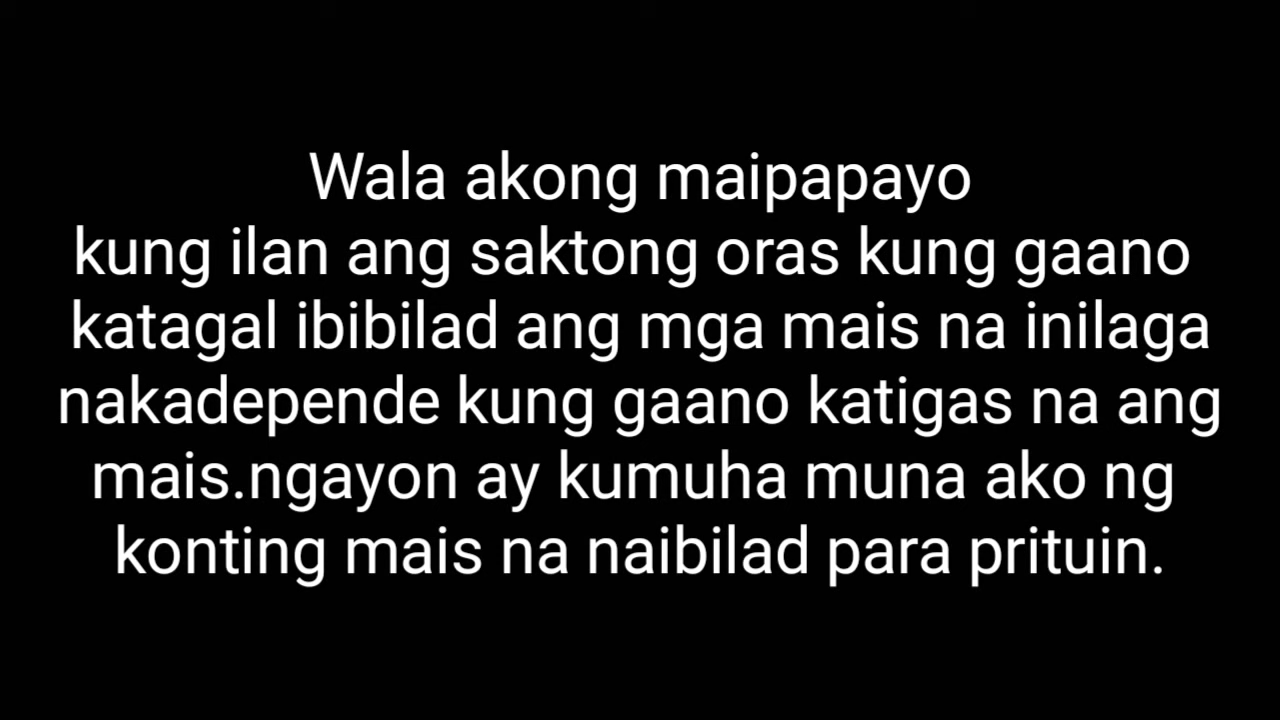 Wala akong maipapayo
kung ilan ang saktong oras kung gaano
katagal ibibilad ang mga mais na inilaga
nakadepende kung gaano katigas na ang
mais.ngayon ay kumuha muna ako ng
konting mais na naibilad para prituin.